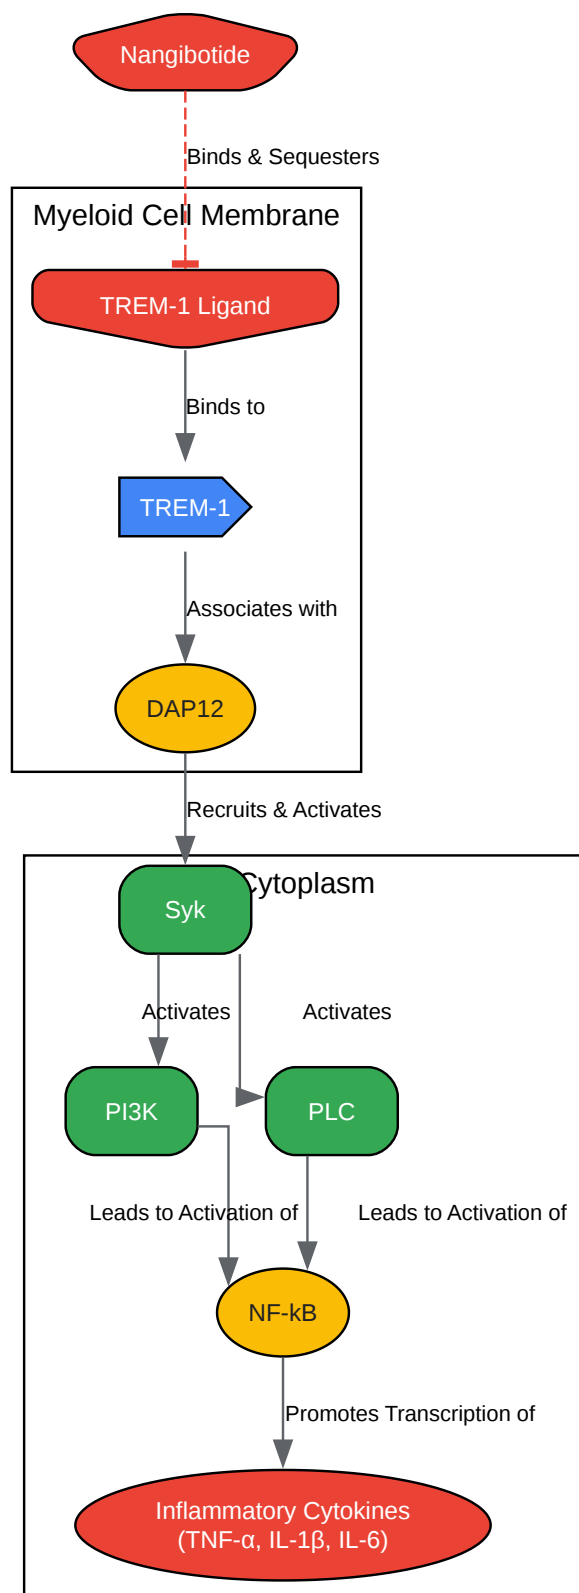 Nangibotide
Binds & Sequesters
Myeloid Cell Membrane
TREM-1 Ligand
Binds to
TREM-1
Associates with
DAP12
Recruits & Activates
Cytoplasm
Syk
Activates
Activates
PI3K
PLC
Leads to Activation of
Leads to Activation of
NF-kB
Promotes Transcription of
Inflammatory Cytokines
(TNF-α, IL-1β, IL-6)